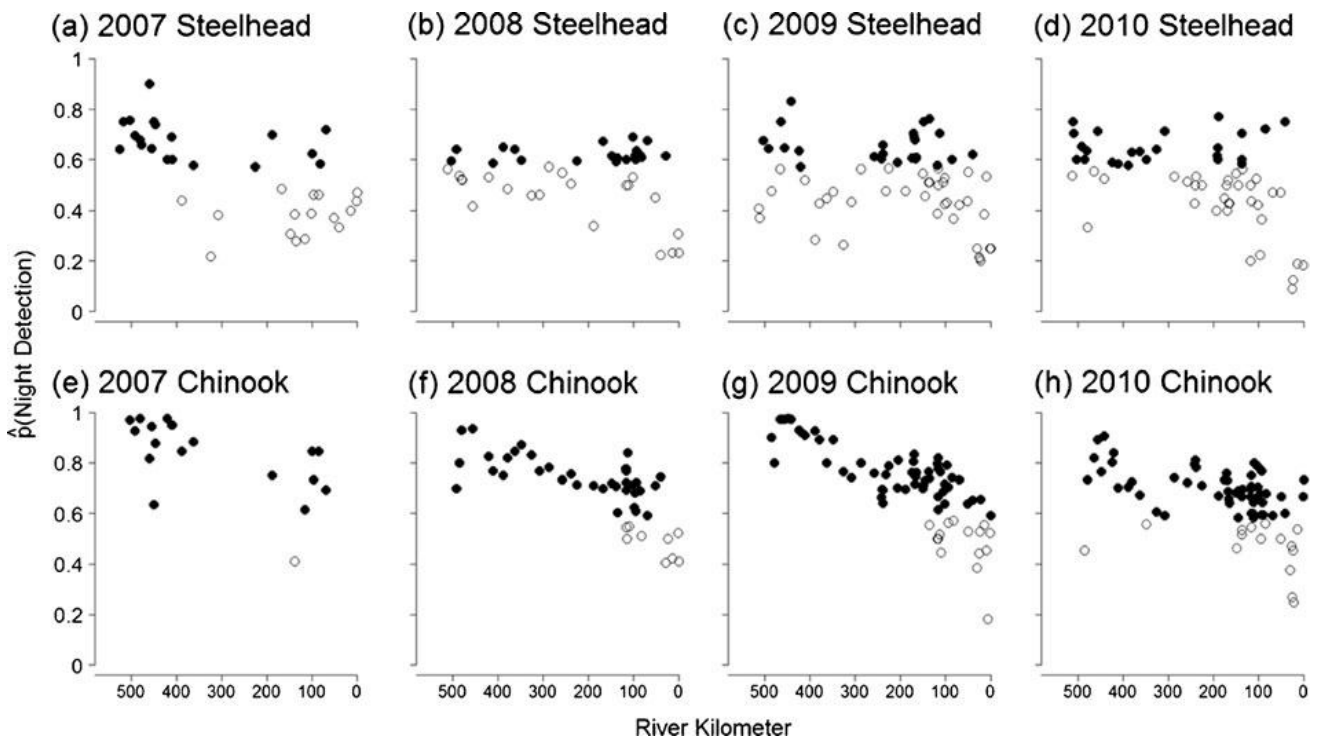 (a) 2007 Steelhead
(b) 2008 Steelhead
(c) 2009 Steelhead
(d) 2010 Steelhead
1
0.8
0.6
0.4
0.2
0
p̂(Night Detection)
(e) 2007 Chinook
(f) 2008 Chinook
(g) 2009 Chinook
(h) 2010 Chinook
1
0.8
0.6
0.4
0.2
0
500 400 300 200 100 0
500 400 300 200 100 0
500 400 300 200 100 0
500 400 300 200 100 0
River Kilometer